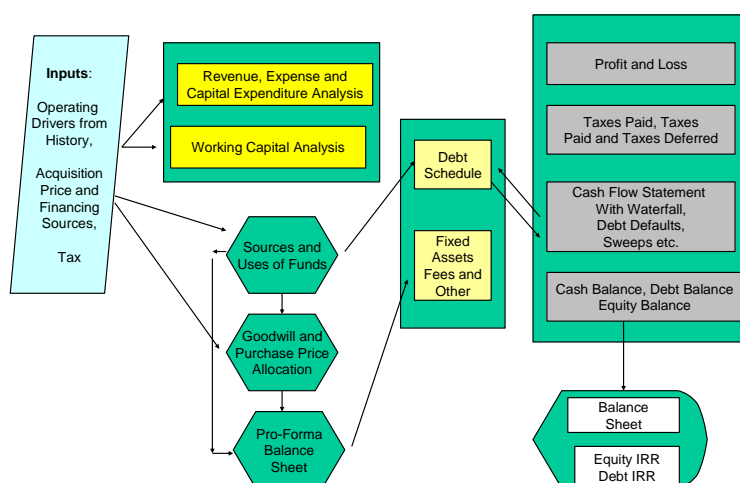 Inputs:
Operating
Drivers from
History,
Acquisition
Price and
Financing
Sources,
Tax
Revenue, Expense and
Capital Expenditure Analysis
Working Capital Analysis
Sources and
Uses of Funds
Goodwill and
Purchase Price
Allocation
Pro-Forma
Balance
Sheet
Debt
Schedule
Fixed
Assets
Fees and
Other
Profit and Loss
Taxes Paid, Taxes
Paid and Taxes Deferred
Cash Flow Statement
With Waterfall,
Debt Defaults,
Sweeps etc.
Cash Balance, Debt Balance
Equity Balance
Balance
Sheet
Equity IRR
Debt IRR